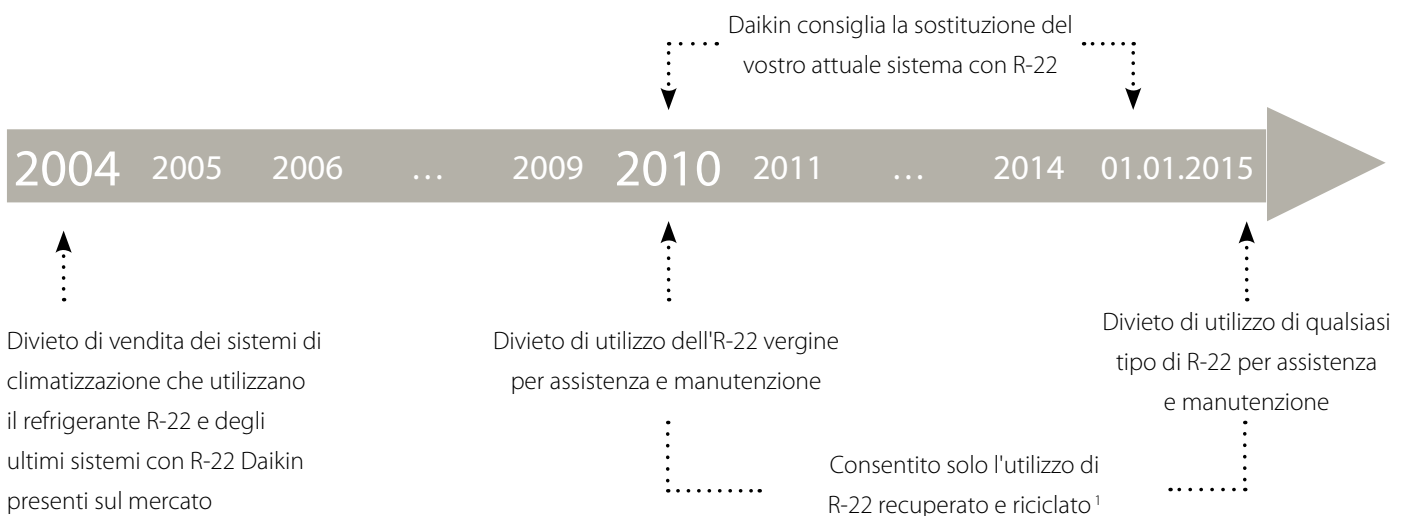 Daikin consiglia la sostituzione del
vostro attuale sistema con R-22
2004 2005 2006 ... 2009 2010 2011 ... 2014 01.01.2015
Divieto di vendita dei sistemi di
climatizzazione che utilizzano
il refrigerante R-22 e degli
ultimi sistemi con R-22 Daikin
presenti sul mercato
Divieto di utilizzo dell'R-22 vergine
per assistenza e manutenzione
Consentito solo l'utilizzo di
R-22 recuperato e riciclato¹
Divieto di utilizzo di qualsiasi
tipo di R-22 per assistenza
e manutenzione